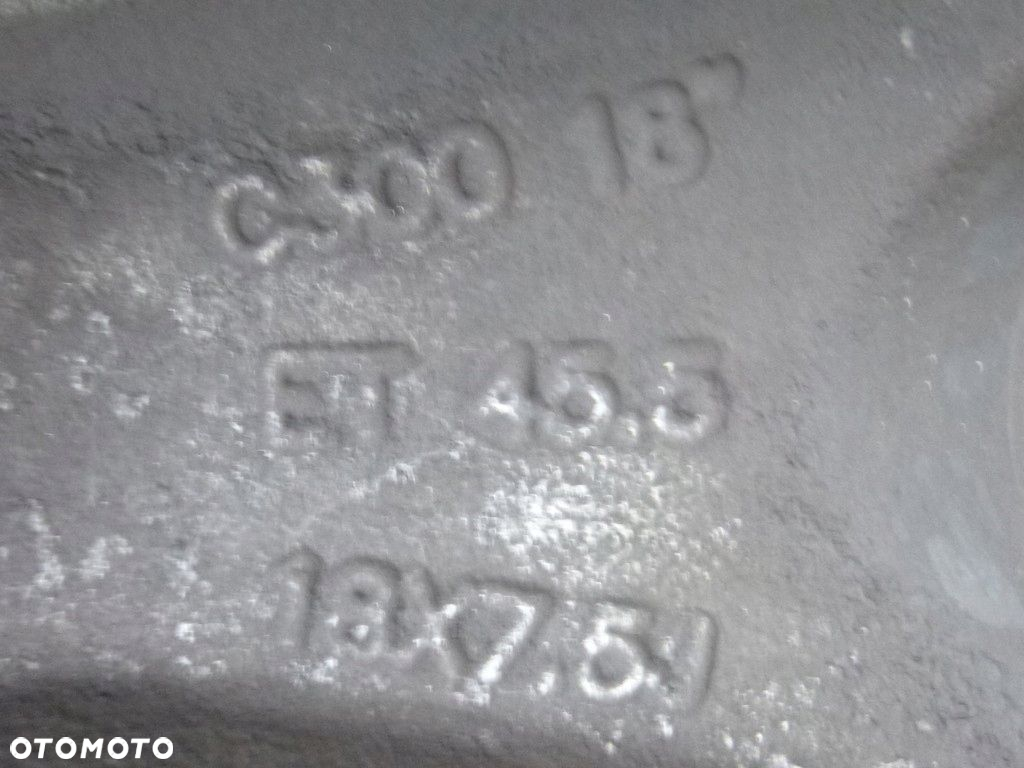 C300 18"
ET 45.5
18X7.5J
OTOMOTO